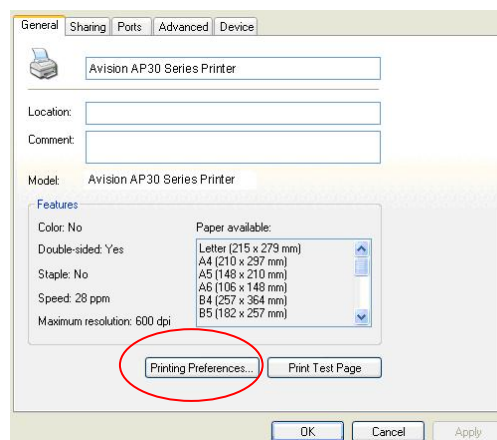 General Sharing Ports Advanced Device
Avision AP30 Series Printer
Location:
Comment:
Model: Avision AP30 Series Printer
Features
Color: No
Paper available:
Double-sided: Yes
Letter (215 x 279 mm)
A4 (210 x 297 mm)
Staple: No
A5 (148 x 210 mm)
A6 (106 x 148 mm)
Speed: 28 ppm
B4 (257 x 364 mm)
B5 (182 x 257 mm)
Maximum resolution: 600 dpi
Printing Preferences... Print Test Page
OK Cancel Apply